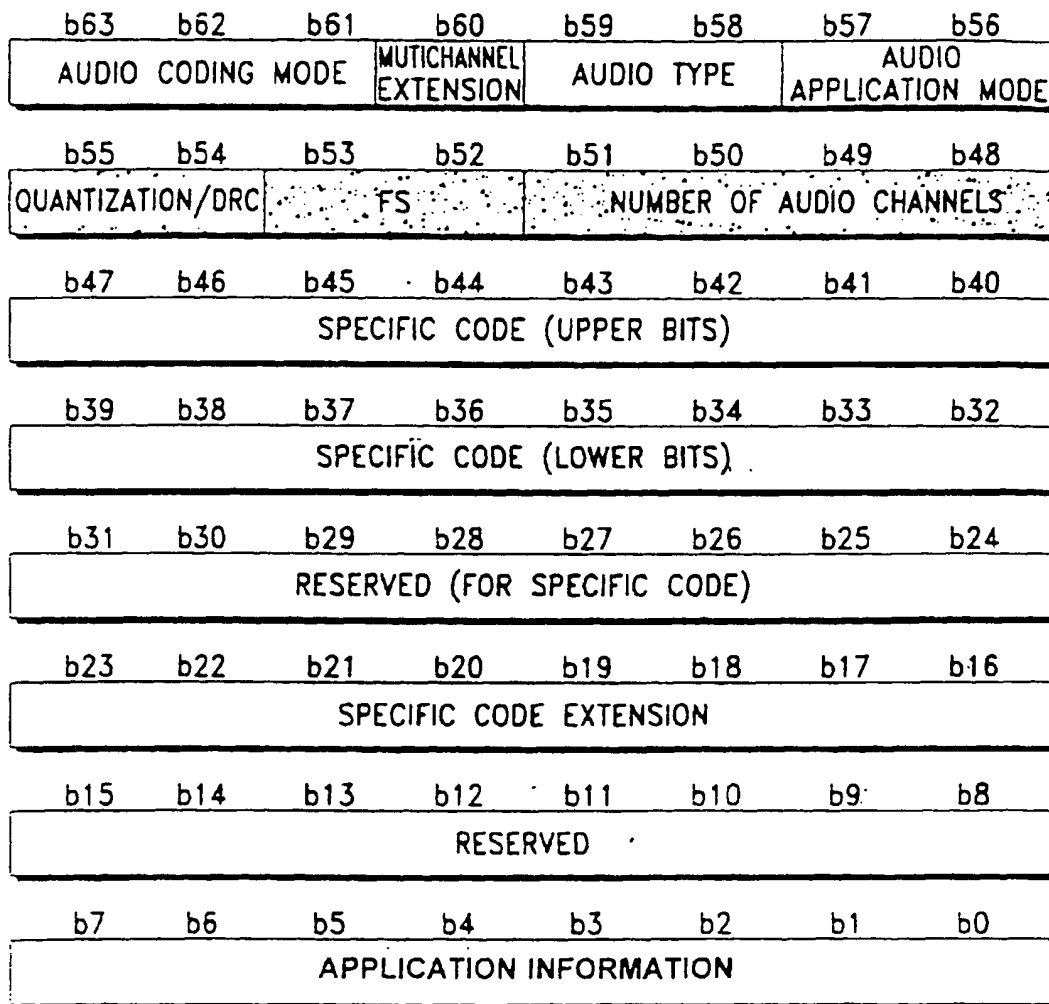 b63 b62 b61 b60 b59 b58 b57 b56
AUDIO CODING MODE
MUTICHANNEL
EXTENSION
AUDIO TYPE
AUDIO
APPLICATION MODE
b55 b54 b53 b52 b51 b50 b49 b48
QUANTIZATION/DRC FS NUMBER OF AUDIO CHANNELS
b47 b46 b45 b44 b43 b42 b41 b40
SPECIFIC CODE (UPPER BITS)
b39 b38 b37 b36 b35 b34 b33 b32
SPECIFIC CODE (LOWER BITS)
b31 b30 b29 b28 b27 b26 b25 b24
RESERVED (FOR SPECIFIC CODE)
b23 b22 b21 b20 b19 b18 b17 b16
SPECIFIC CODE EXTENSION
b15 b14 b13 b12 b11 b10 b9 b8
RESERVED
b7 b6 b5 b4 b3 b2 b1 b0
APPLICATION INFORMATION